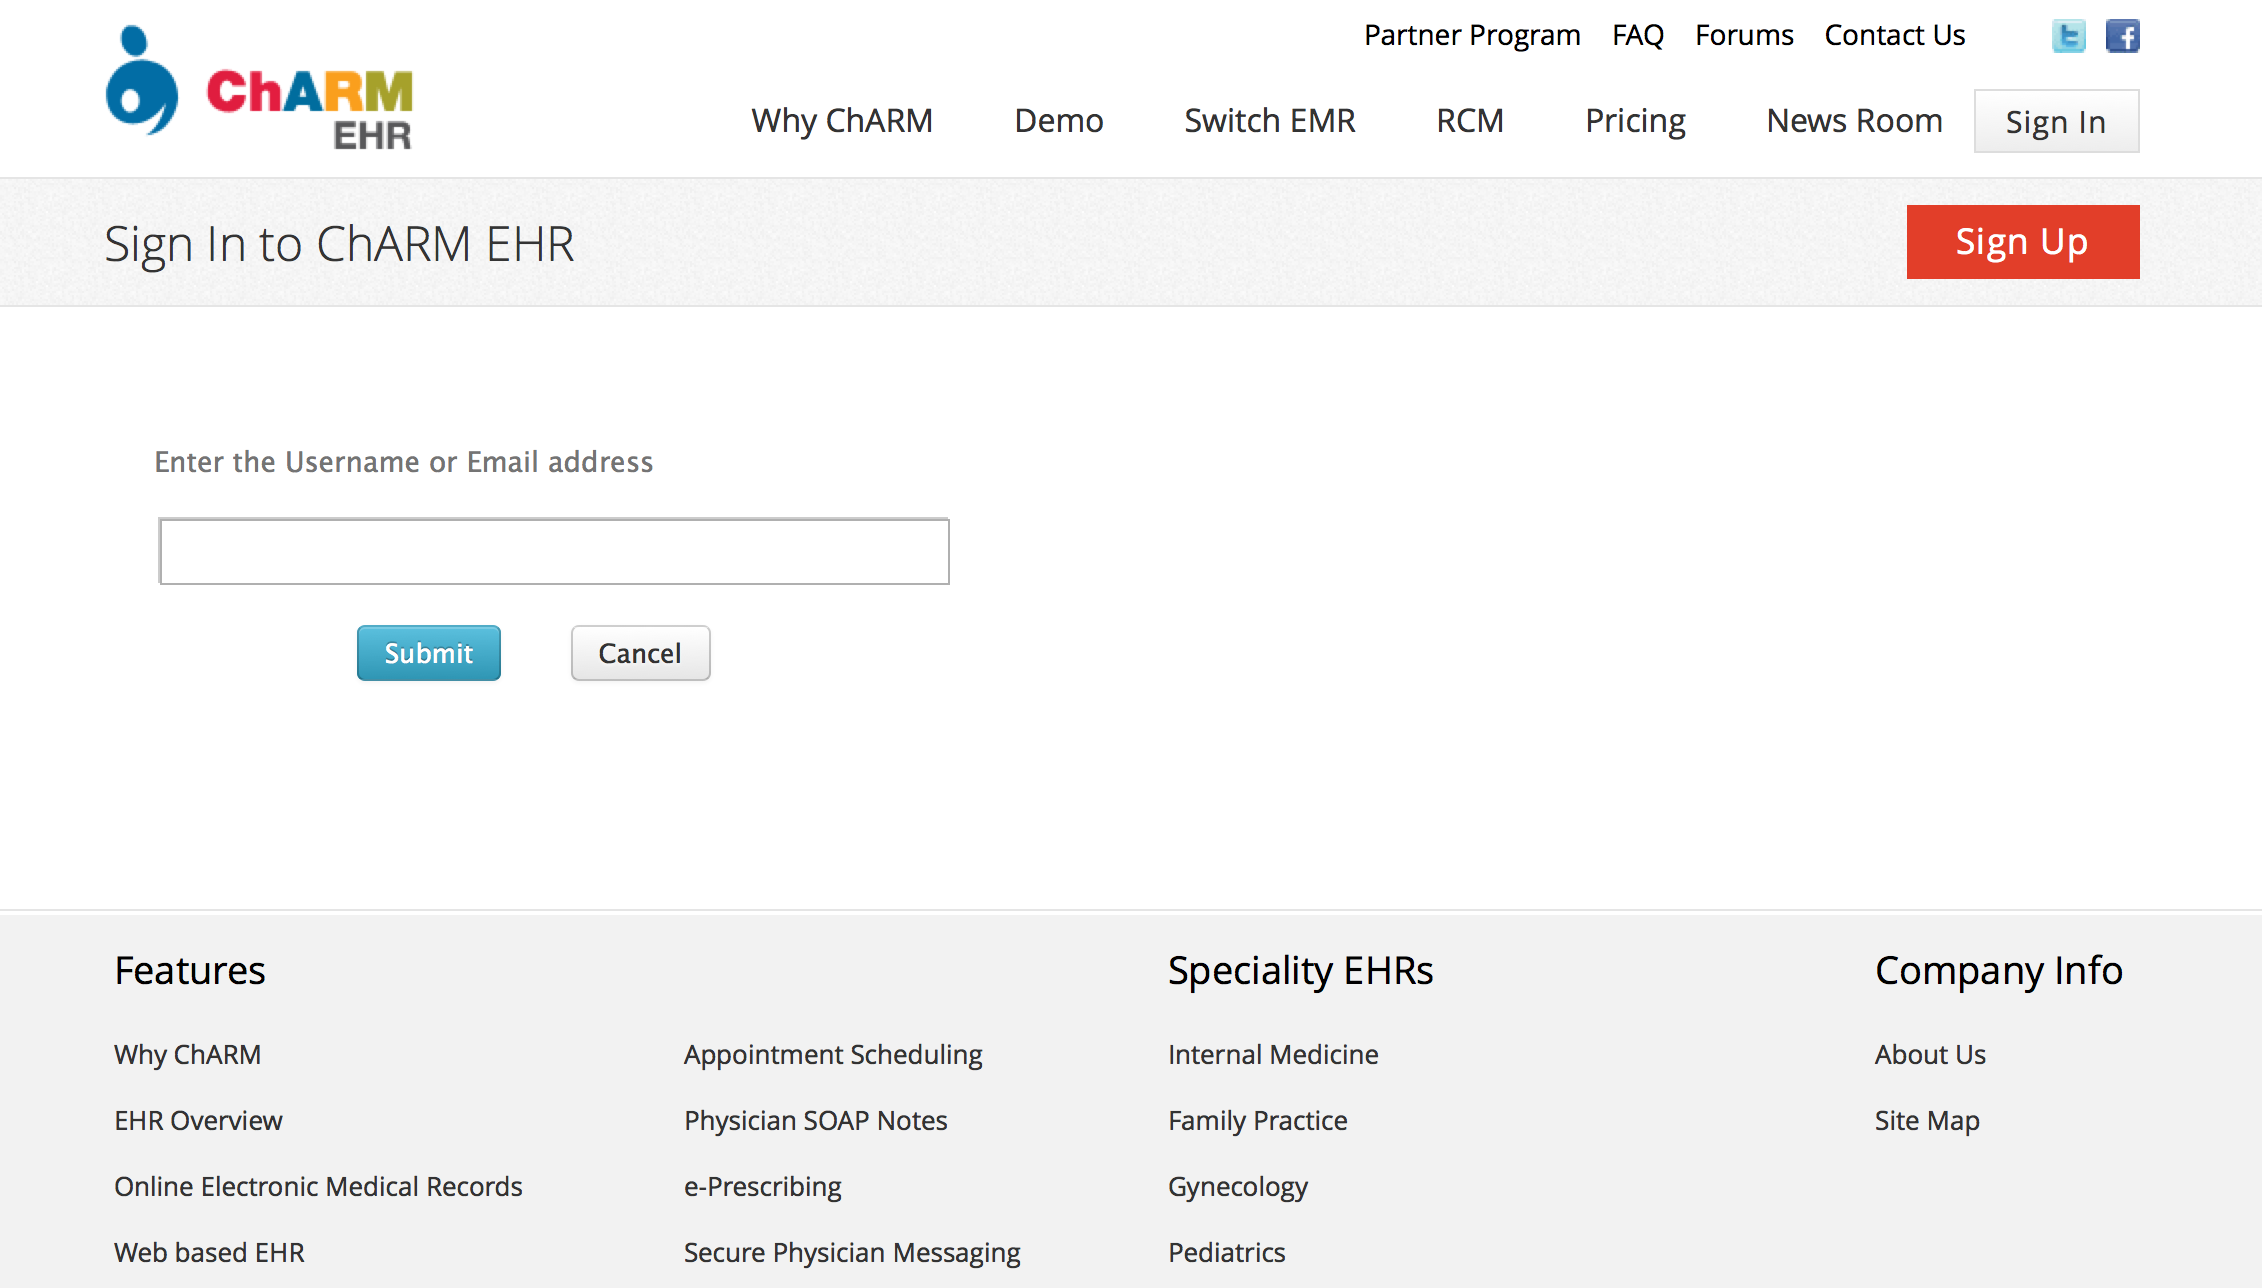 Partner Program FAQ Forums Contact Us
ChARM
EHR
Why ChARM Demo Switch EMR RCM Pricing News Room Sign In
Sign In to ChARM EHR
Sign Up
Enter the Username or Email address
Submit Cancel
Features
Speciality EHRs
Company Info
Why ChARM
Appointment Scheduling
Internal Medicine
About Us
EHR Overview
Physician SOAP Notes
Family Practice
Site Map
Online Electronic Medical Records
e-Prescribing
Gynecology
Web based EHR
Secure Physician Messaging
Pediatrics